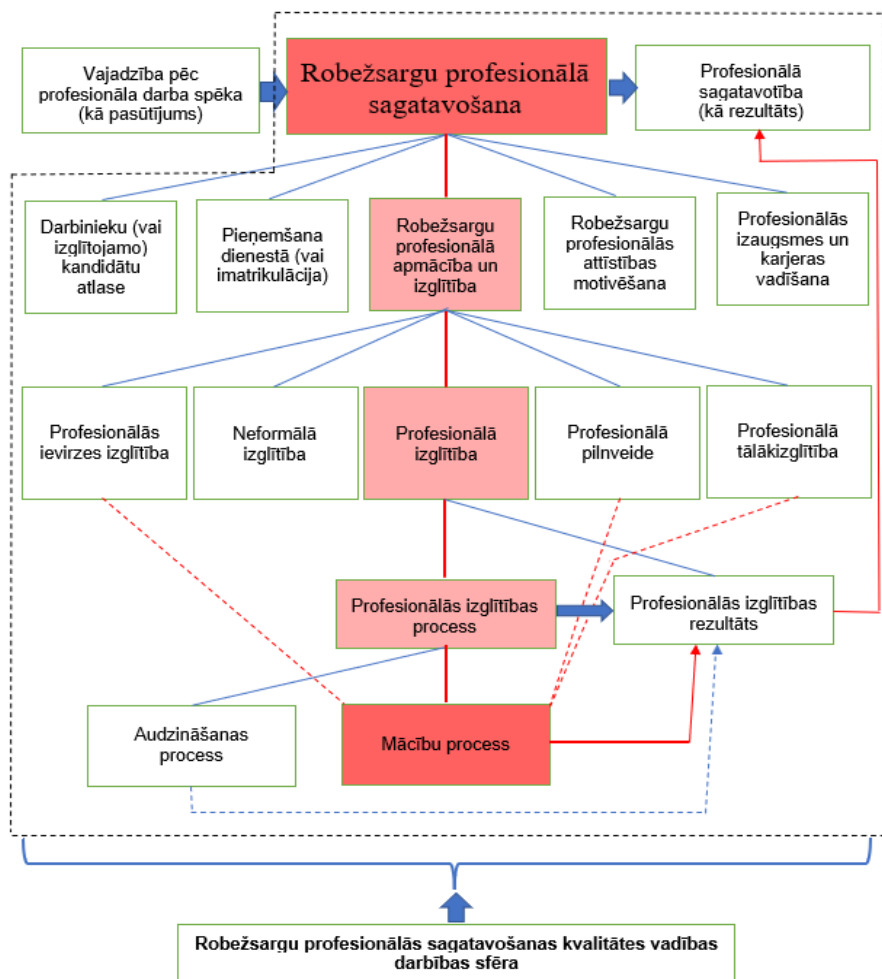 Vajadzība pēc
profesionāla darba spēka
(kā pasūtījums)
Robežsargu profesionālā
sagatavošana
Profesionālā
sagatavotība
(kā rezultāts)
Darbinieku (vai
izglītojamo)
kandidātu
atlase
Pieņemšana
dienestā (vai
imatrikulācija)
Robežsargu
profesionālā
apmācība un
izglītība
Robežsargu
profesionālās
attīstības
motivēšana
Profesionālās
izaugsmes un
karjeras
vadīšana
Profesionālās
ievirzes izglītība
Neformālā
izglītība
Profesionālā
izglītība
Profesionālā
pilnveide
Profesionālā
tālākizglītība
Profesionālās izglītības
process
Profesionālās izglītības
rezultāts
Audzināšanas
process
Mācību process
Robežsargu profesionālās sagatavošanas kvalitātes vadības
darbības sfēra